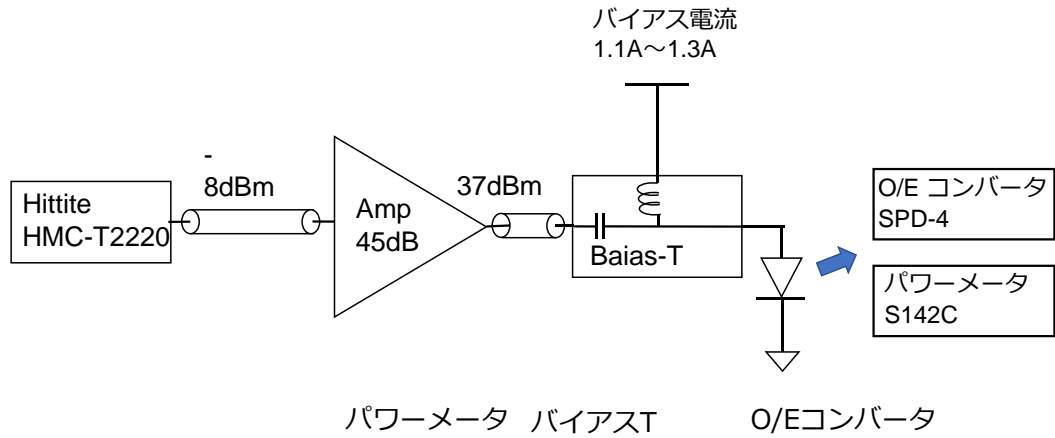 バイアス電流
1.1A～1.3A
-
8dBm
Hittite
HMC-T2220
Amp
45dB
37dBm
Baias-T
O/E コンバータ
SPD-4
パワーメータ
S142C
パワーメータ バイアスT O/Eコンバータ